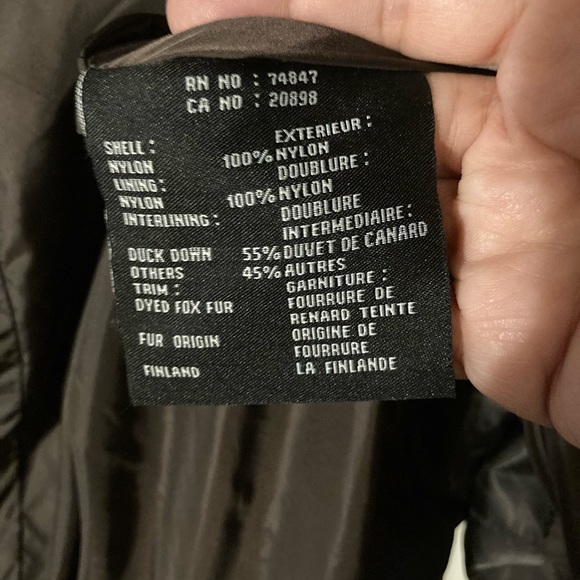 RN NO : 74847
CA NO : 20898
SHELL :
NYLON 100%
LINING :
NYLON 100%
INTERLINING :
DUCK DOWN 55%
OTHERS 45%
TRIM :
DYED FOX FUR
FUR ORIGIN
FINLAND
EXTERIEUR :
NYLON
DOUBLURE :
NYLON
DOUBLURE
INTERMEDIAIRE :
DUVET DE CANARD
AUTRES
GARNITURE :
FOURRURE DE
RENARD TEINTE
ORIGINE DE
FOURRURE
LA FINLANDE